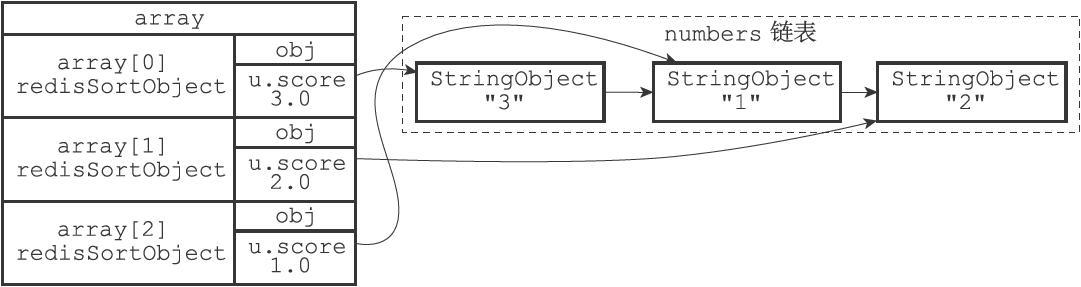 array
array[0]
redisSortObject
obj
u.score
3.0
array[1]
redisSortObject
obj
u.score
2.0
array[2]
redisSortObject
obj
u.score
1.0
numbers 链表
StringObject
"3"
StringObject
"1"
StringObject
"2"